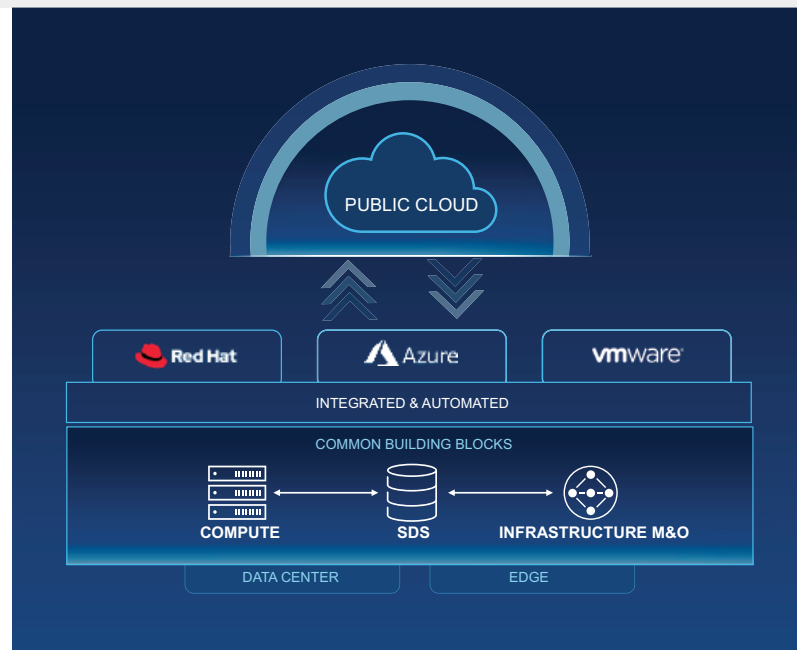 PUBLIC CLOUD
Red Hat
Azure
vmware
INTEGRATED & AUTOMATED
COMMON BUILDING BLOCKS
COMPUTE
SDS
INFRASTRUCTURE M&O
DATA CENTER
EDGE